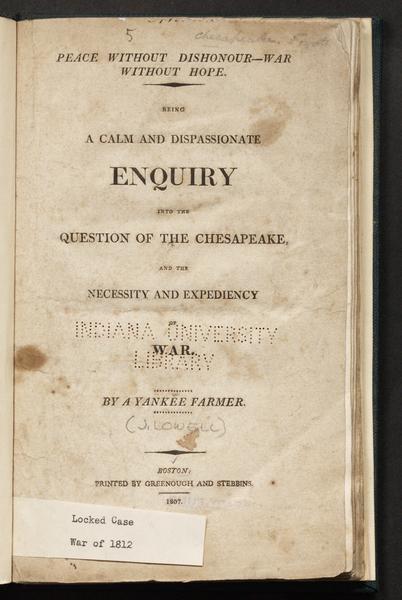 5
Chesapeake, Frigate
PEACE WITHOUT DISHONOUR—WAR
WITHOUT HOPE.
BEING
A CALM AND DISPASSIONATE
ENQUIRY
INTO THE
QUESTION OF THE CHESAPEAKE,
AND THE
NECESSITY AND EXPEDIENCY
OF
INDIANA UNIVERSITY
WAR.
LIBRARY
BY A YANKEE FARMER.
(J. LOWELL)
BOSTON:
PRINTED BY GREENOUGH AND STEBBINS.
1807.
Locked Case
War of 1812